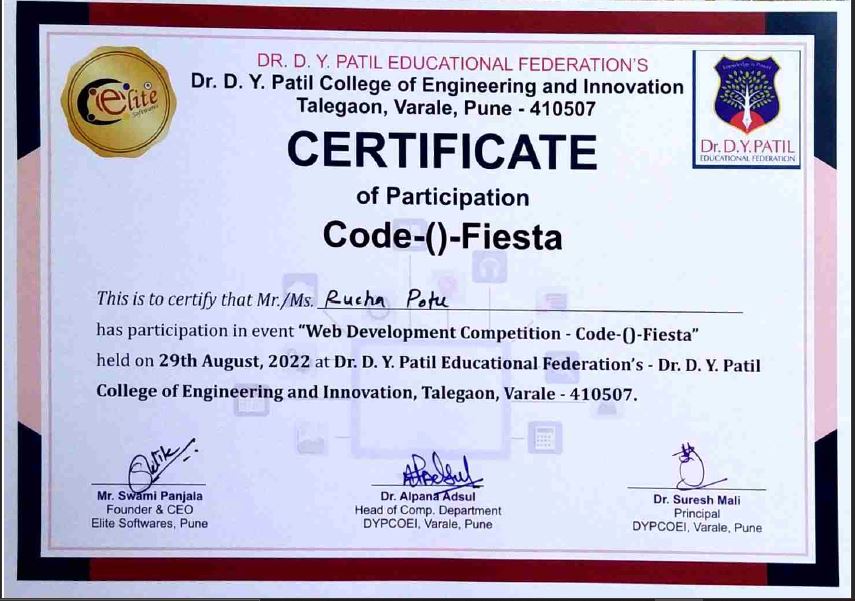 DR. D. Y. PATIL EDUCATIONAL FEDERATION'S
Dr. D. Y. Patil College of Engineering and Innovation
Talegaon, Varale, Pune - 410507
elite
Softwares
Knowledge is Power
Dr. D.Y. PATIL
EDUCATIONAL FEDERATION
CERTIFICATE
of Participation
Code-()-Fiesta
This is to certify that Mr./Ms. Rucha Pote
has participation in event “Web Development Competition - Code-()-Fiesta”
held on 29th August, 2022 at Dr. D. Y. Patil Educational Federation's - Dr. D. Y. Patil
College of Engineering and Innovation, Talegaon, Varale - 410507.
Mr. Swami Panjala
Founder & CEO
Elite Softwares, Pune
Dr. Alpana Adsul
Head of Comp. Department
DYPCOEI, Varale, Pune
Dr. Suresh Mali
Principal
DYPCOEI, Varale, Pune